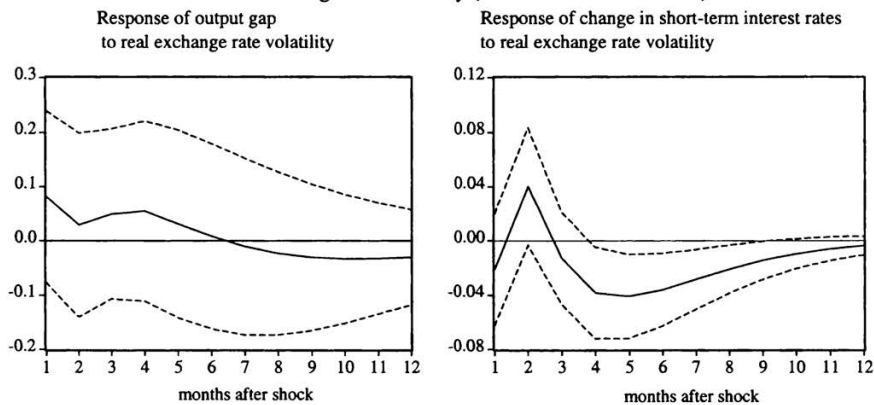 Response of output gap
to real exchange rate volatility
0.3
0.2
0.1
0.0
-0.1
-0.2
1 2 3 4 5 6 7 8 9 10 11 12
months after shock
Response of change in short-term interest rates
to real exchange rate volatility
0.12
0.08
0.04
0.00
-0.04
-0.08
1 2 3 4 5 6 7 8 9 10 11 12
months after shock